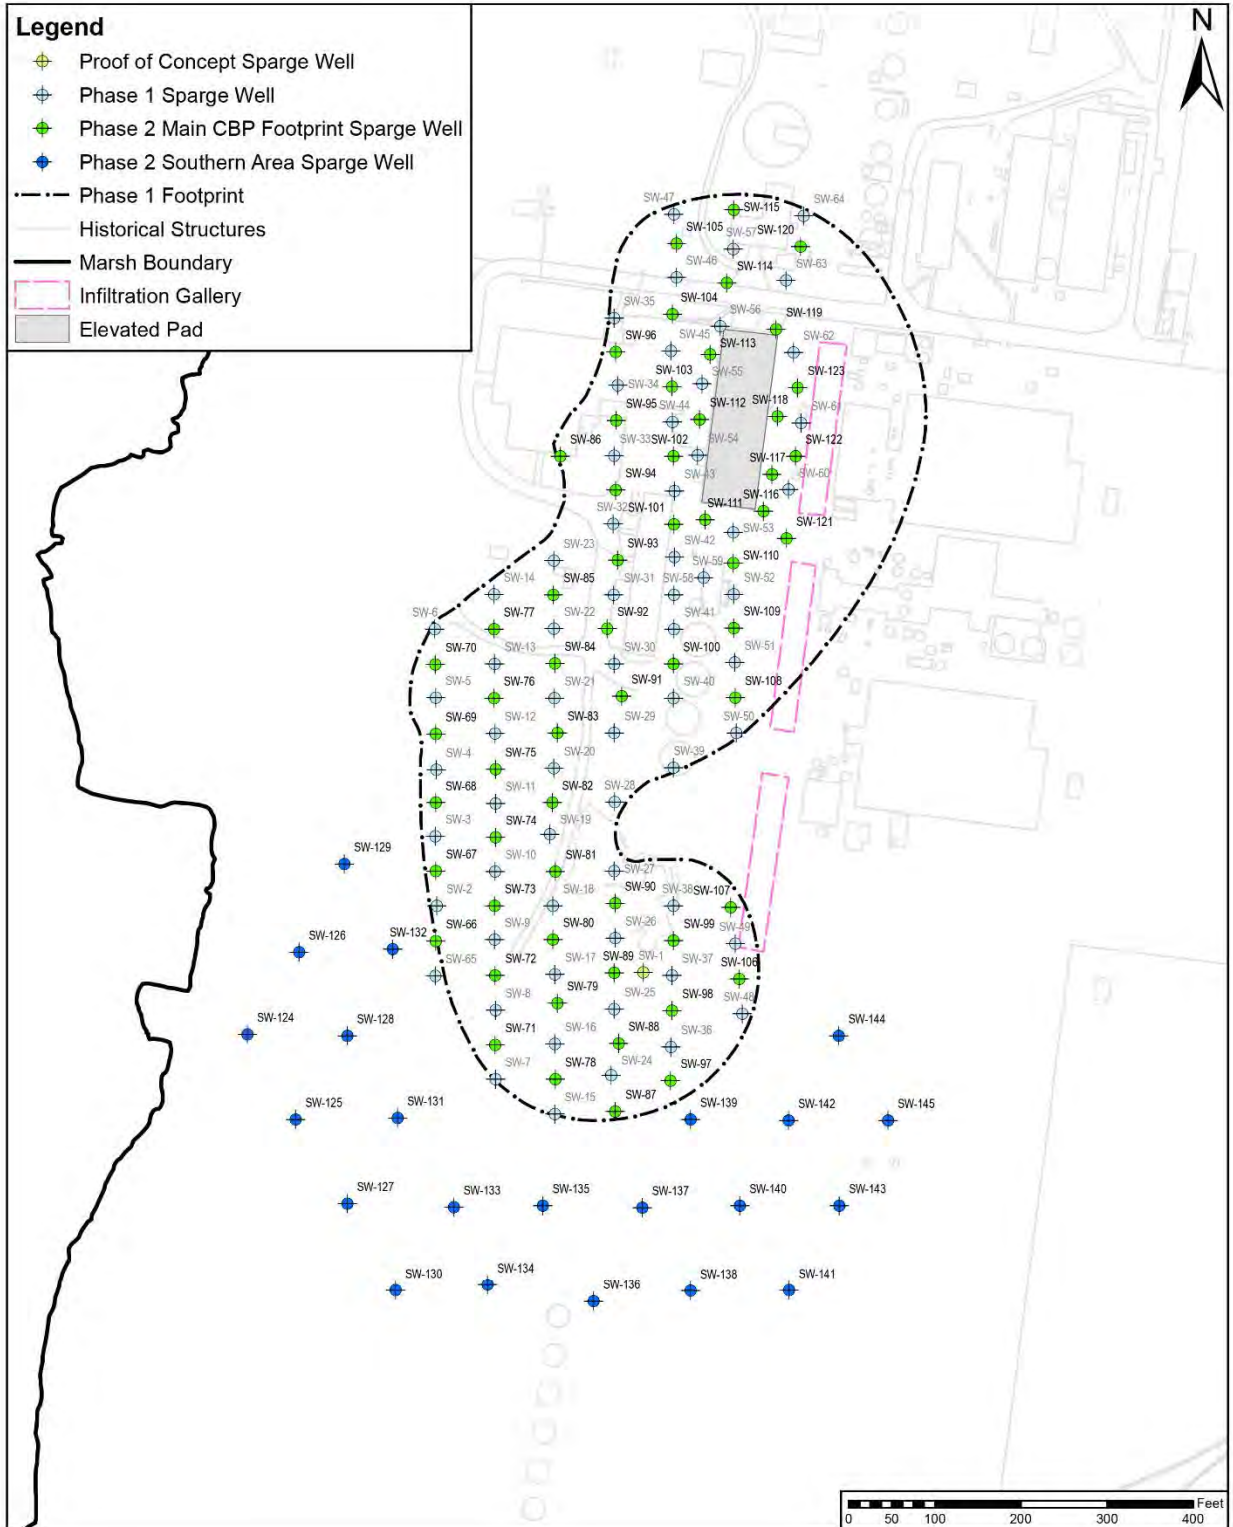 Legend
Proof of Concept Sparge Well
Phase 1 Sparge Well
Phase 2 Main CBP Footprint Sparge Well
Phase 2 Southern Area Sparge Well
Phase 1 Footprint
Historical Structures
Marsh Boundary
Infiltration Gallery
Elevated Pad
N
SW-47
SW-115
SW-64
SW-105
SW-57
SW-120
SW-46
SW-114
SW-63
SW-35
SW-104
SW-56
SW-119
SW-96
SW-45
SW-113
SW-62
SW-34
SW-103
SW-55
SW-123
SW-95
SW-44
SW-112
SW-118
SW-61
SW-86
SW-33
SW-102
SW-54
SW-122
SW-94
SW-43
SW-117
SW-60
SW-32
SW-101
SW-111
SW-116
SW-23
SW-93
SW-42
SW-53
SW-121
SW-59
SW-110
SW-14
SW-85
SW-31
SW-58
SW-52
SW-6
SW-77
SW-22
SW-92
SW-41
SW-109
SW-70
SW-13
SW-84
SW-30
SW-100
SW-51
SW-5
SW-76
SW-21
SW-91
SW-40
SW-108
SW-69
SW-12
SW-83
SW-29
SW-50
SW-4
SW-75
SW-20
SW-39
SW-68
SW-11
SW-82
SW-28
SW-3
SW-74
SW-19
SW-129
SW-67
SW-10
SW-81
SW-27
SW-2
SW-73
SW-18
SW-90
SW-38
SW-107
SW-126
SW-132
SW-66
SW-9
SW-80
SW-26
SW-99
SW-49
SW-65
SW-72
SW-17
SW-89
SW-1
SW-37
SW-106
SW-8
SW-79
SW-25
SW-98
SW-48
SW-124
SW-128
SW-71
SW-16
SW-88
SW-36
SW-144
SW-7
SW-78
SW-24
SW-97
SW-125
SW-131
SW-15
SW-87
SW-139
SW-142
SW-145
SW-127
SW-133
SW-135
SW-137
SW-140
SW-143
SW-130
SW-134
SW-136
SW-138
SW-141
Feet
0 50 100 200 300 400